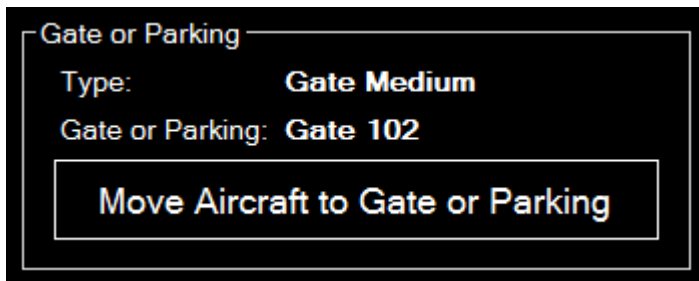 Gate or Parking
Type: Gate Medium
Gate or Parking: Gate 102
Move Aircraft to Gate or Parking